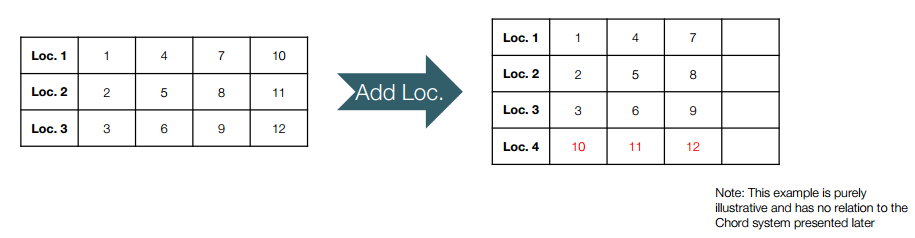 Loc. 1 1 4 7 10
Loc. 2 2 5 8 11
Loc. 3 3 6 9 12
Add Loc.
Loc. 1 1 4 7
Loc. 2 2 5 8
Loc. 3 3 6 9
Loc. 4 10 11 12
Note: This example is purely
illustrative and has no relation to the
Chord system presented later